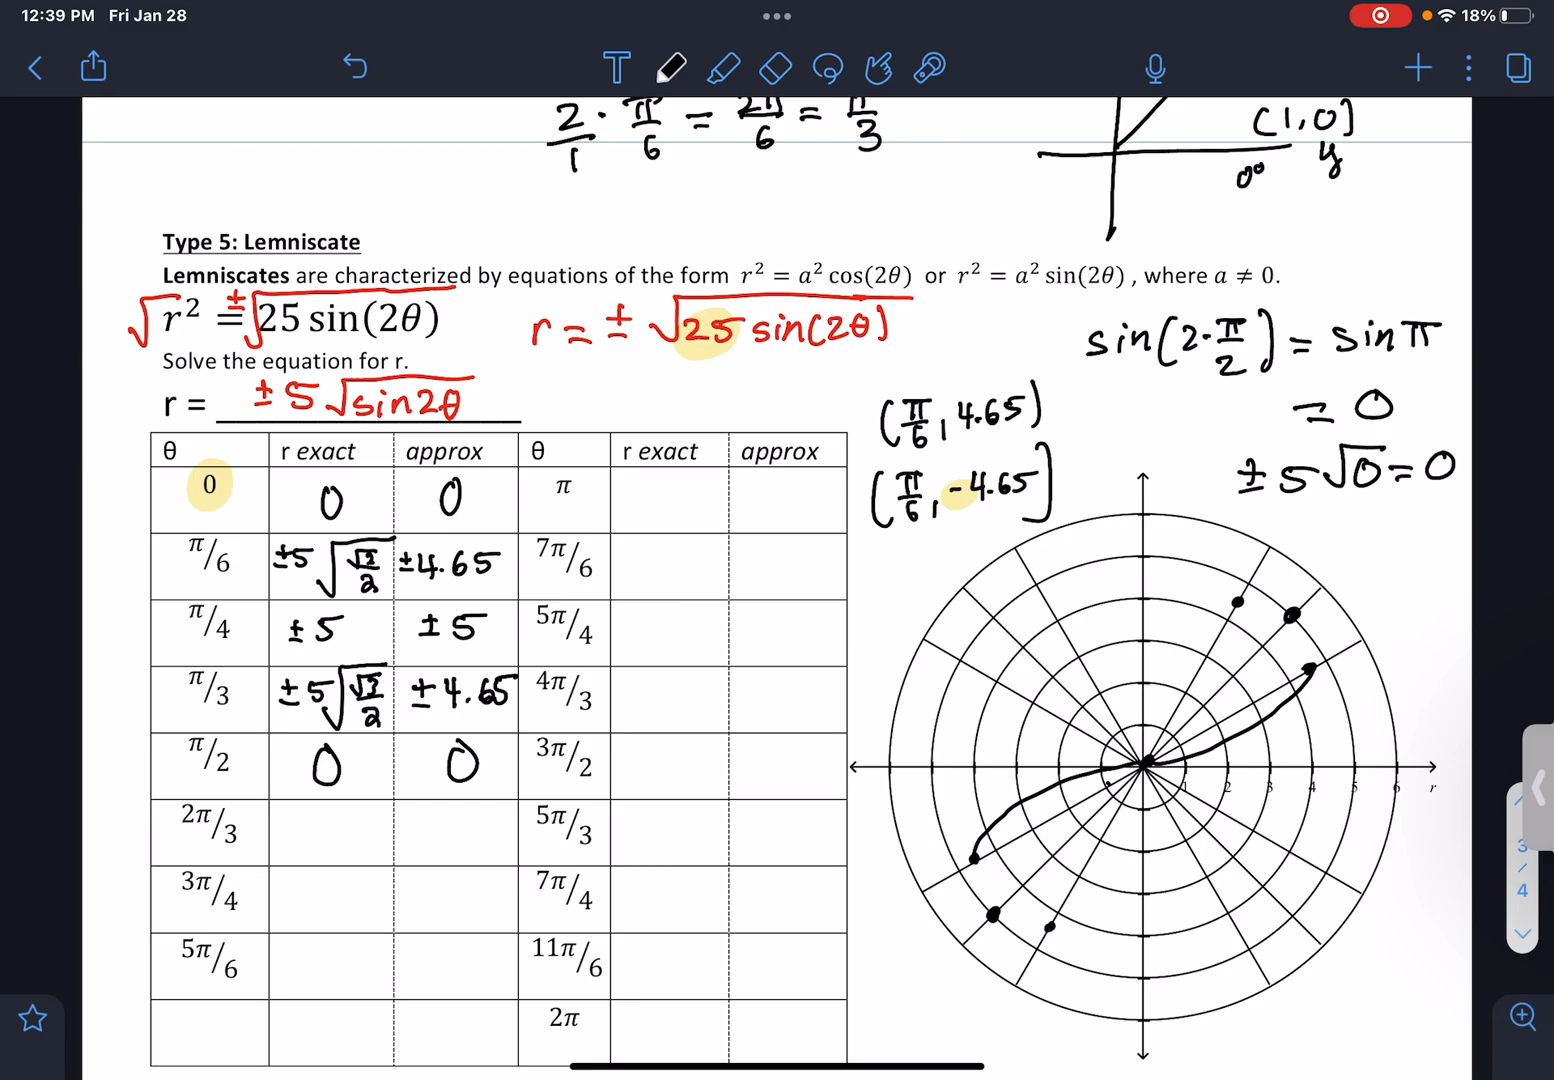 12:39 PM Fri Jan 28
18%
2/1 · π/6 = 2π/6 = π/3
(1,0]
0° y
Type 5: Lemniscate
Lemniscates are characterized by equations of the form r² = a² cos(2θ) or r² = a² sin(2θ), where a ≠ 0.
√r² = ±√25 sin(2θ)
r = ± √25 sin(2θ)
sin(2·π/2) = sin π
= 0
± 5√0 = 0
Solve the equation for r.
r = ± 5 √sin2θ
(π/6, 4.65)
(π/6, -4.65]
θ r exact approx θ r exact approx
0 0 0 π
π/6 ±5 √(√3/2) ±4.65 7π/6
π/4 ±5 ±5 5π/4
π/3 ±5 √(√3/2) ±4.65 4π/3
π/2 0 0 3π/2
2π/3 5π/3
3π/4 7π/4
5π/6 11π/6
2π
1 2 3 4 5 6 r
3/4
T